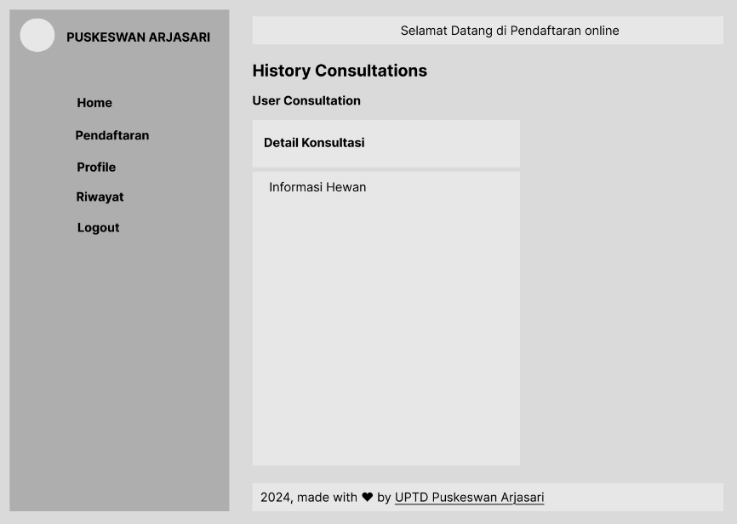 PUSKESWAN ARJASARI
Home
Pendaftaran
Profile
Riwayat
Logout
Selamat Datang di Pendaftaran online
History Consultations
User Consultation
Detail Konsultasi
Informasi Hewan
2024, made with ♥ by UPTD Puskeswan Arjasari